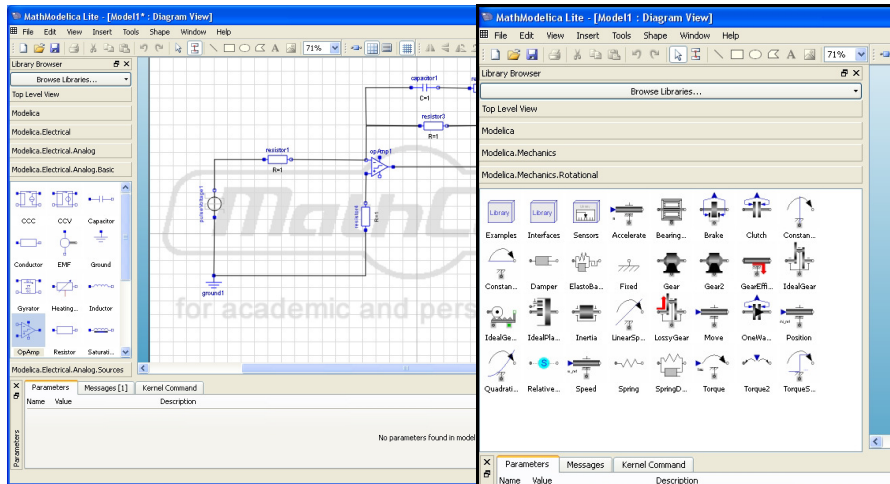 MathModelica Lite - [Model1* : Diagram View]
File Edit View Insert Tools Shape Window Help
71%
Library Browser
Browse Libraries...
Top Level View
Modelica
Modelica.Electrical
Modelica.Electrical.Analog
Modelica.Electrical.Analog.Basic
CCC CCV Capacitor
Conductor EMF Ground
Gyrator Heating... Inductor
OpAmp Resistor Saturati...
Modelica.Electrical.Analog.Sources
capacitor1
C=1
resistor3
R=1
resistor1
R=1
opAmp1
pulseVoltage1
R=1
ground1
MathC
for academic and pers
Parameters Messages [1] Kernel Command
Name Value Description
No parameters found in model
Parameters
MathModelica Lite - [Model1 : Diagram View]
File Edit View Insert Tools Shape Window Help
A 71%
Library Browser
Browse Libraries...
Top Level View
Modelica
Modelica.Mechanics
Modelica.Mechanics.Rotational
Library Library
Examples Interfaces Sensors Accelerate Bearing... Brake Clutch Constan...
Constan... Damper ElastoBa... Fixed Gear Gear2 GearEffi... IdealGear
IdealGe... IdealPla... Inertia LinearSp... LossyGear Move OneWa... Position
S
Quadrati... Relative... Speed Spring SpringD... Torque Torque2 TorqueS...
Parameters Messages Kernel Command
Name Value Description